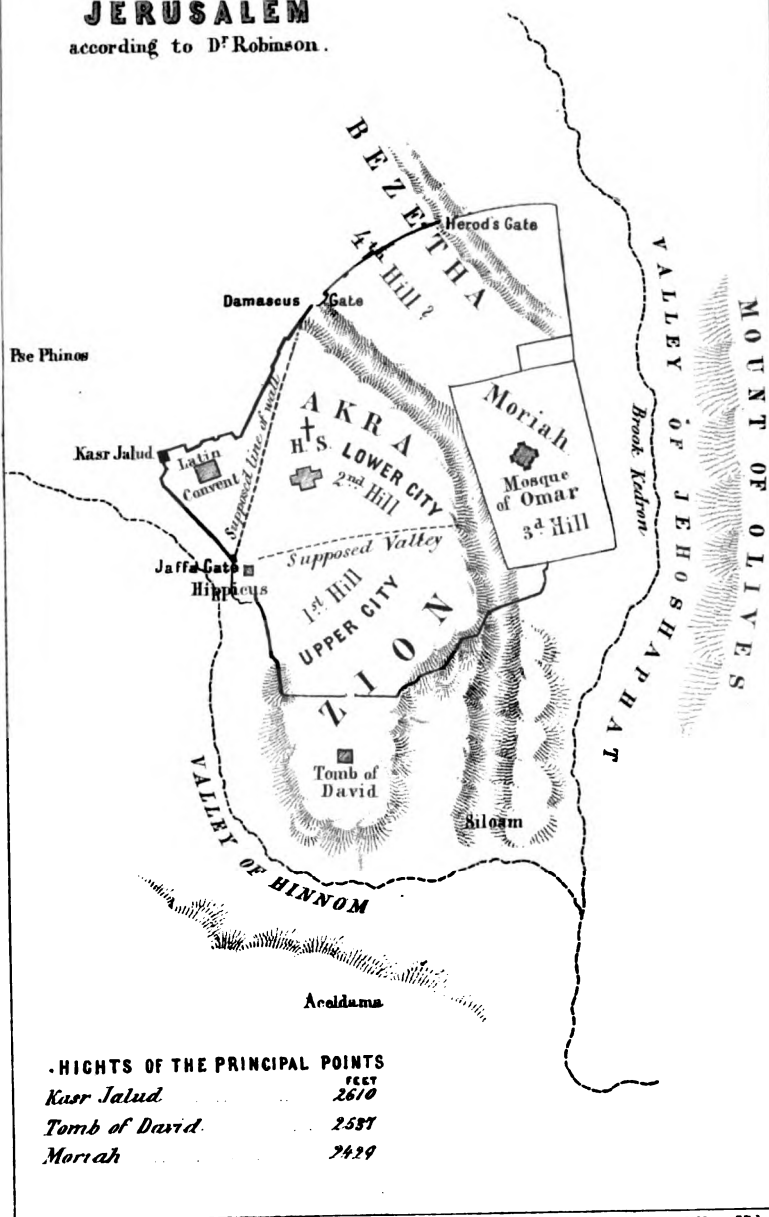 JERUSALEM
according to Dr Robinson.
BEZETHA
4th Hill?
Herod's Gate
Damascus Gate
Pse Phinos
VALLEY OF JEHOSHAPHAT
Brook Kedron
MOUNT OF OLIVES
AKRA
H. S.
LOWER CITY
2nd Hill
Moriah
Mosque
of Omar
3d Hill
Kasr Jalud
Latin
Convent
Supposed line of wall
Supposed Valley
Jaffa Gate
Hippicus
1st Hill
UPPER CITY
ZION
Tomb of
David
Siloam
VALLEY OF HINNOM
Aceldama
.HIGHTS OF THE PRINCIPAL POINTS
FEET
Kasr Jalud 2610
Tomb of David. 2537
Moriah 2429